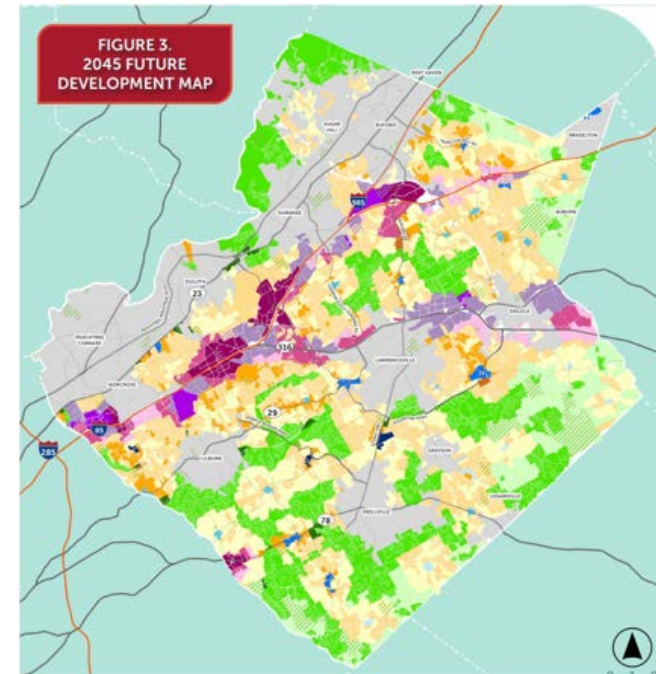 FIGURE 3.
2045 FUTURE
DEVELOPMENT MAP
REST HAVEN
SUGAR
HILL
BUFORD
BRASELTON
985
SUWANEE
AUBURN
DULUTH
23
DACULA
PEACHTREE
CORNERS
316
LAWRENCEVILLE
NORCROSS
29
85
285
LILBURN
GRAYSON
LOGANVILLE
SNELLVILLE
78